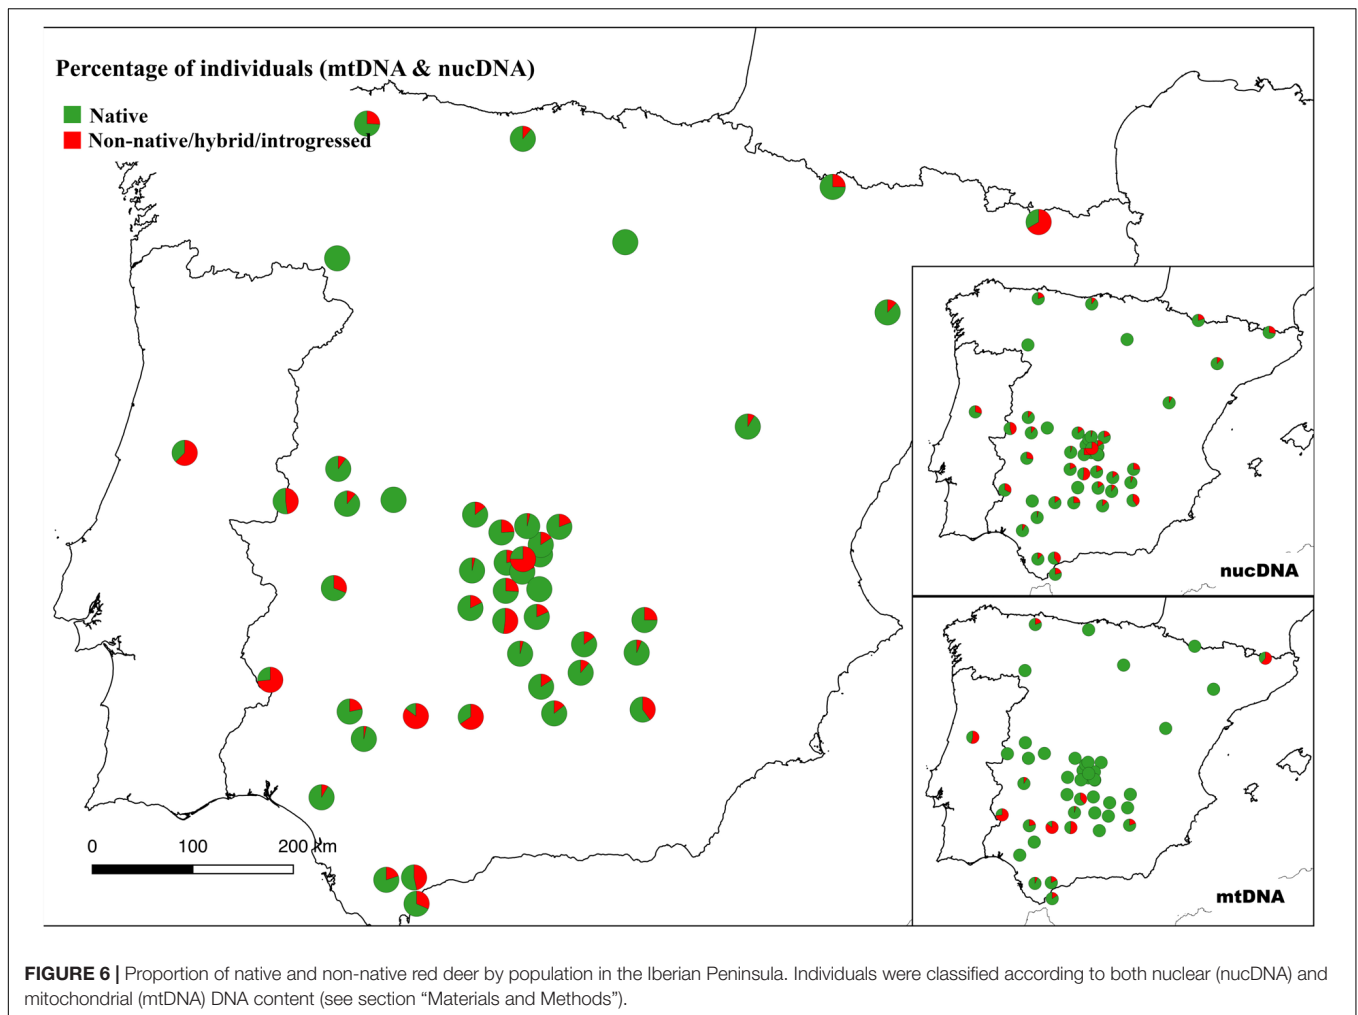 Percentage of individuals (mtDNA & nucDNA)
Native
Non-native/hybrid/introgressed
nucDNA
0 100 200 km
mtDNA
FIGURE 6 | Proportion of native and non-native red deer by population in the Iberian Peninsula. Individuals were classified according to both nuclear (nucDNA) and
mitochondrial (mtDNA) DNA content (see section “Materials and Methods”).